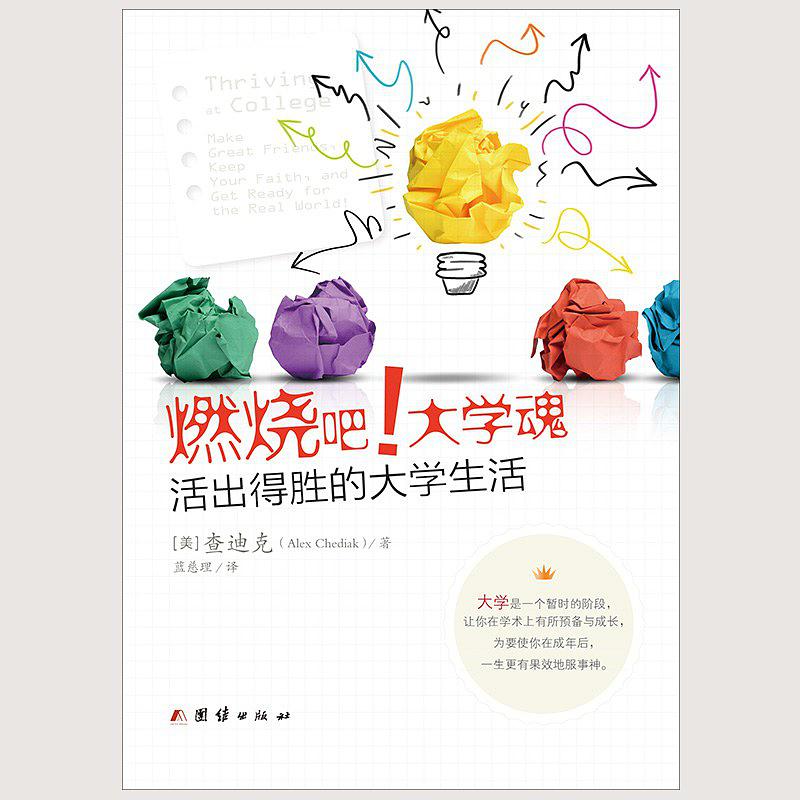 Thriving
at College
Make
Great Friends,
Keep
Your Faith, and
Get Ready for
the Real World!
燃烧吧!大学魂
活出得胜的大学生活
[美]查迪克(Alex Chediak)/著
蓝慈理/译
大学是一个暂时的阶段,
让你在学术上有所预备与成长,
为要使你在成年后,
一生更有果效地服事神。
团结出版社